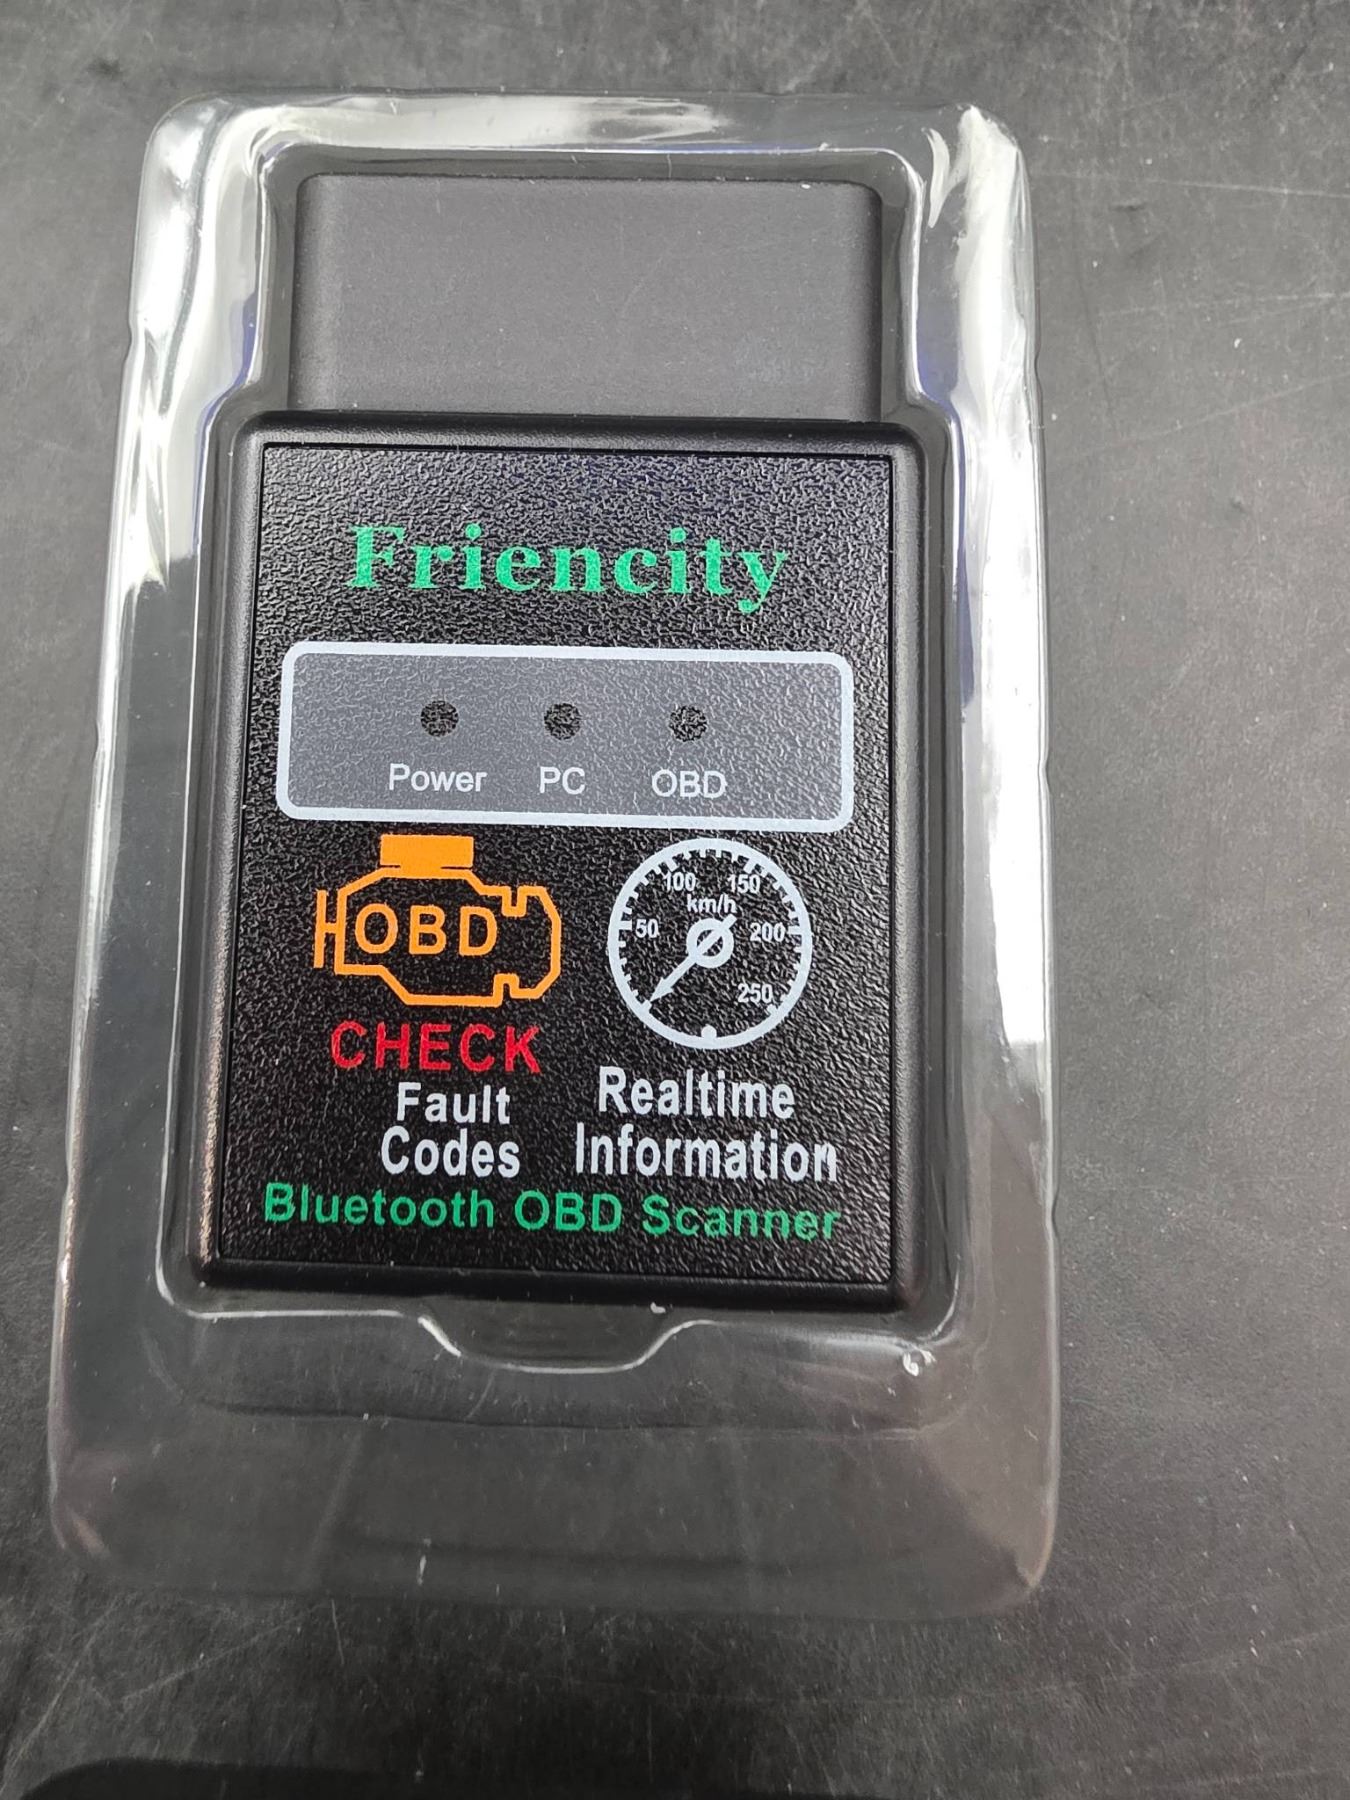 Friencity
Power PC OBD
100 150
km/h
50 200
250
OBD
CHECK
Fault
Codes
Realtime
Information
Bluetooth OBD Scanner